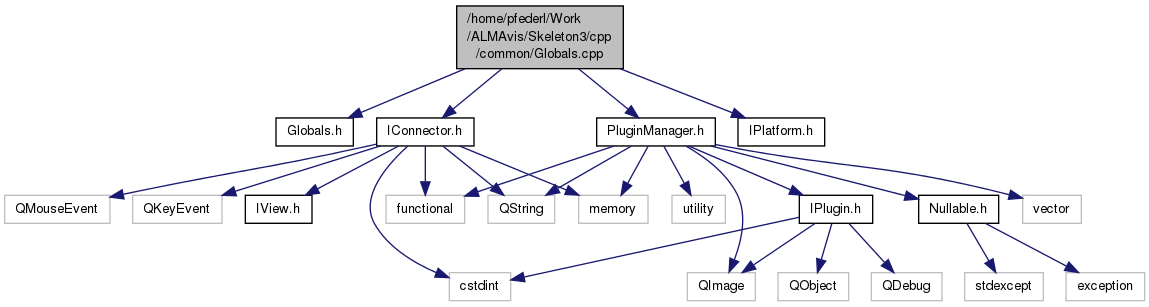 /home/pfederl/Work
/ALMAvis/Skeleton3/cpp
/common/Globals.cpp
Globals.h
IConnector.h
PluginManager.h
IPlatform.h
QMouseEvent
QKeyEvent
IView.h
functional
QString
memory
utility
IPlugin.h
Nullable.h
vector
cstdint
QImage
QObject
QDebug
stdexcept
exception